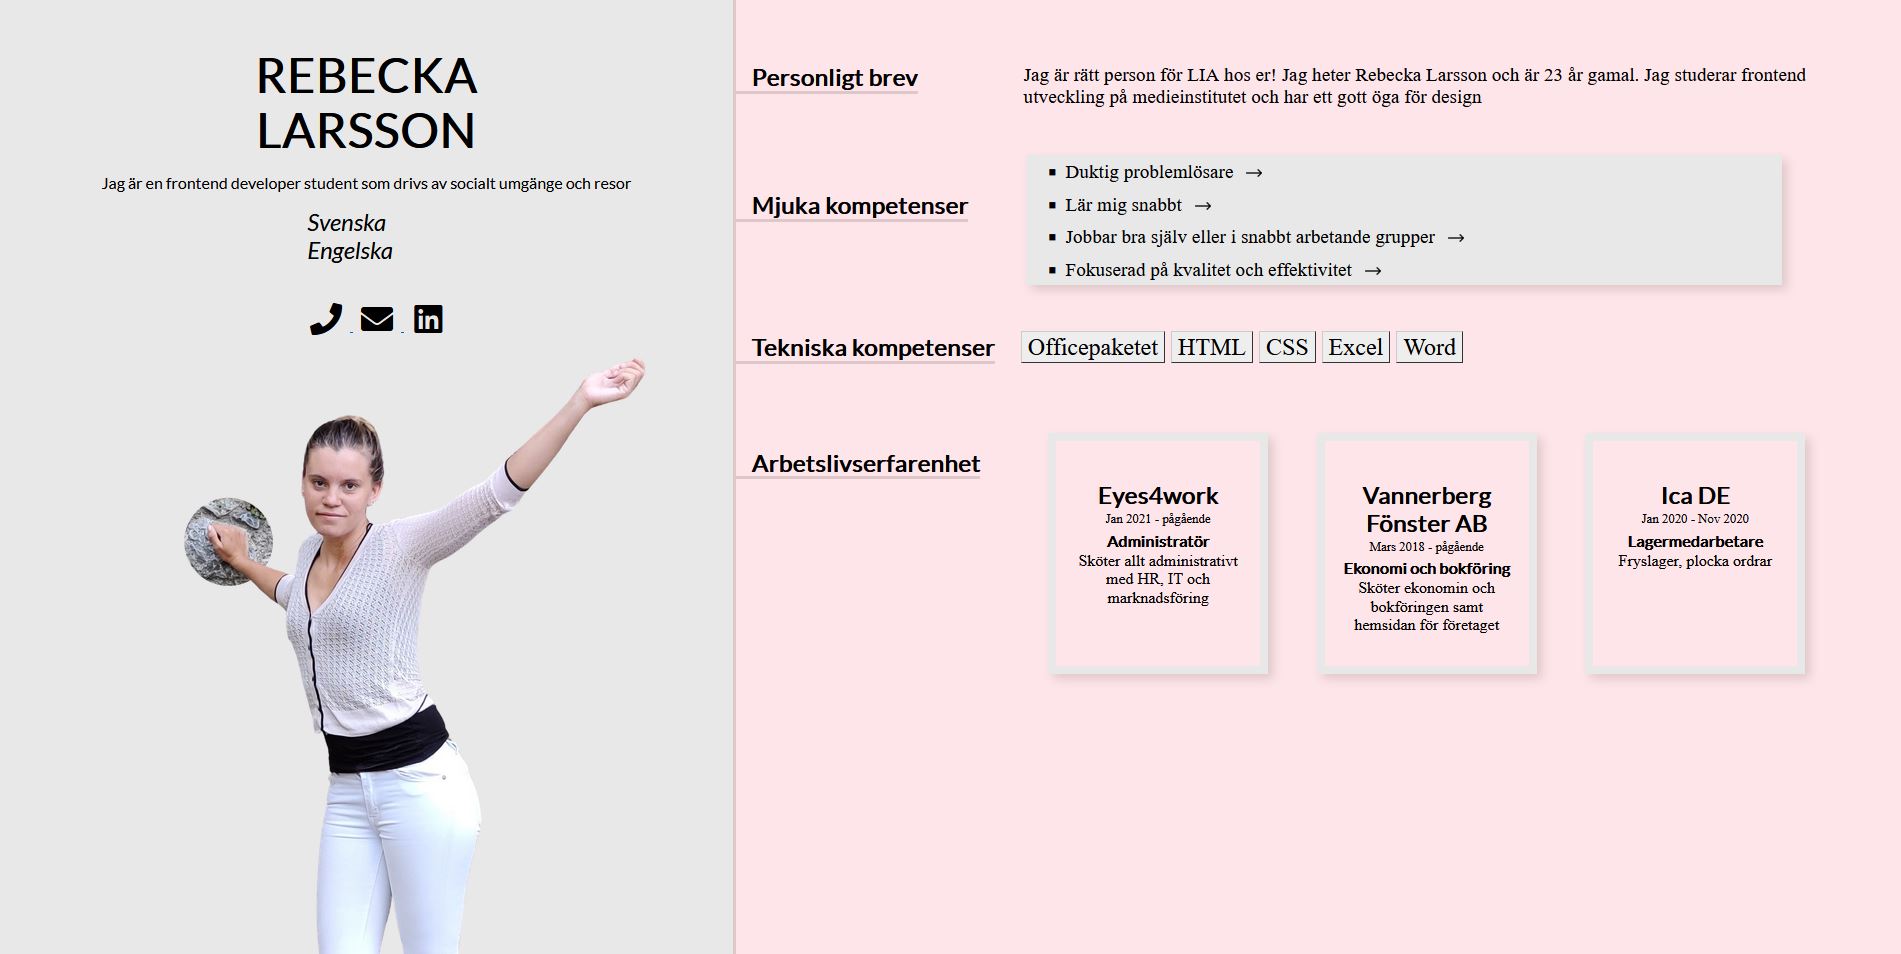 REBECKA
LARSSON
Jag är en frontend developer student som drivs av socialt umgänge och resor
Svenska
Engelska
Personligt brev
Jag är rätt person för LIA hos er! Jag heter Rebecka Larsson och är 23 år gamal. Jag studerar frontend
utveckling på medieinstitutet och har ett gott öga för design
Mjuka kompetenser
Duktig problemlösare →
Lär mig snabbt →
Jobbar bra själv eller i snabbt arbetande grupper →
Fokuserad på kvalitet och effektivitet →
Tekniska kompetenser
Officepaketet HTML CSS Excel Word
Arbetslivserfarenhet
Eyes4work
Jan 2021 - pågående
Administratör
Sköter allt administrativt
med HR, IT och
marknadsföring
Vannerberg
Fönster AB
Mars 2018 - pågående
Ekonomi och bokföring
Sköter ekonomin och
bokföringen samt
hemsidan för företaget
Ica DE
Jan 2020 - Nov 2020
Lagermedarbetare
Fryslager, plocka ordrar